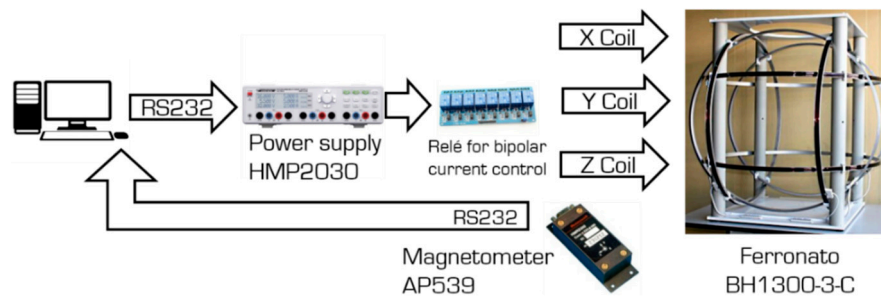 RS232
Power supply
HMP2030
Relé for bipolar
current control
X Coil
Y Coil
Z Coil
RS232
Magnetometer
AP539
Ferronato
BH1300-3-C